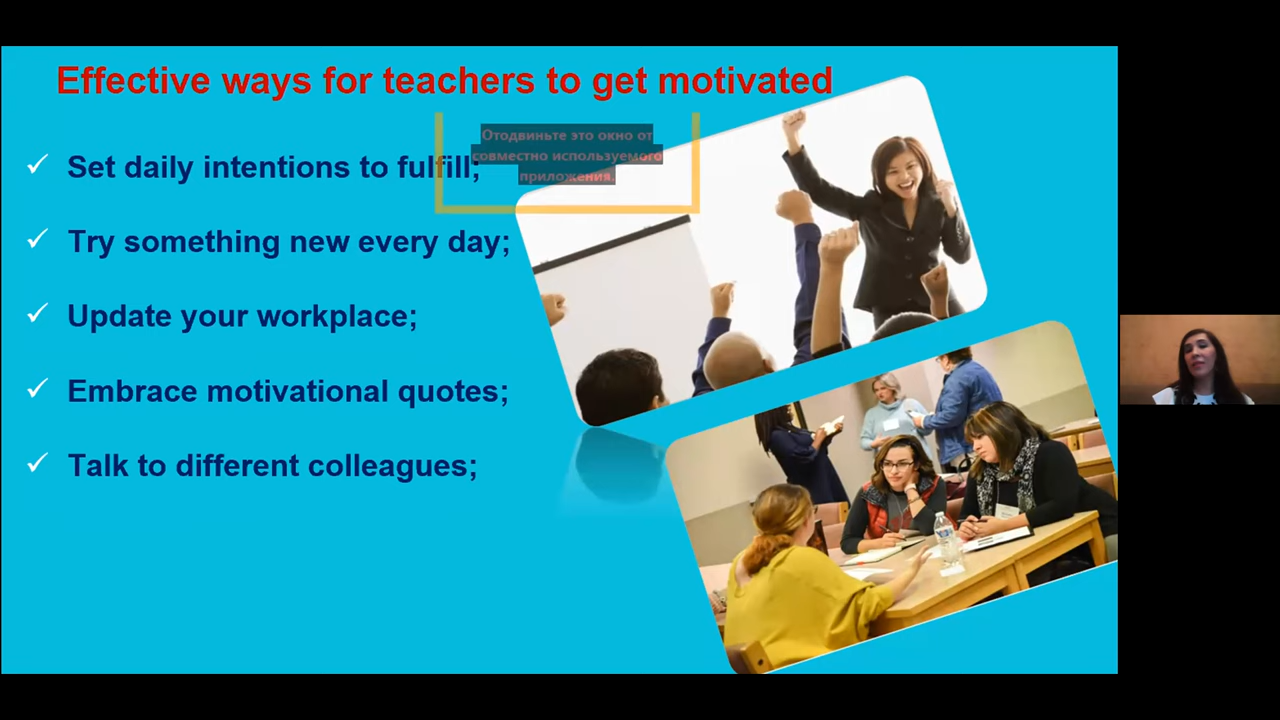 Effective ways for teachers to get motivated
Отодвиньте это окно от
совместно используемого
приложения.
Set daily intentions to fulfill;
Try something new every day;
Update your workplace;
Embrace motivational quotes;
Talk to different colleagues;